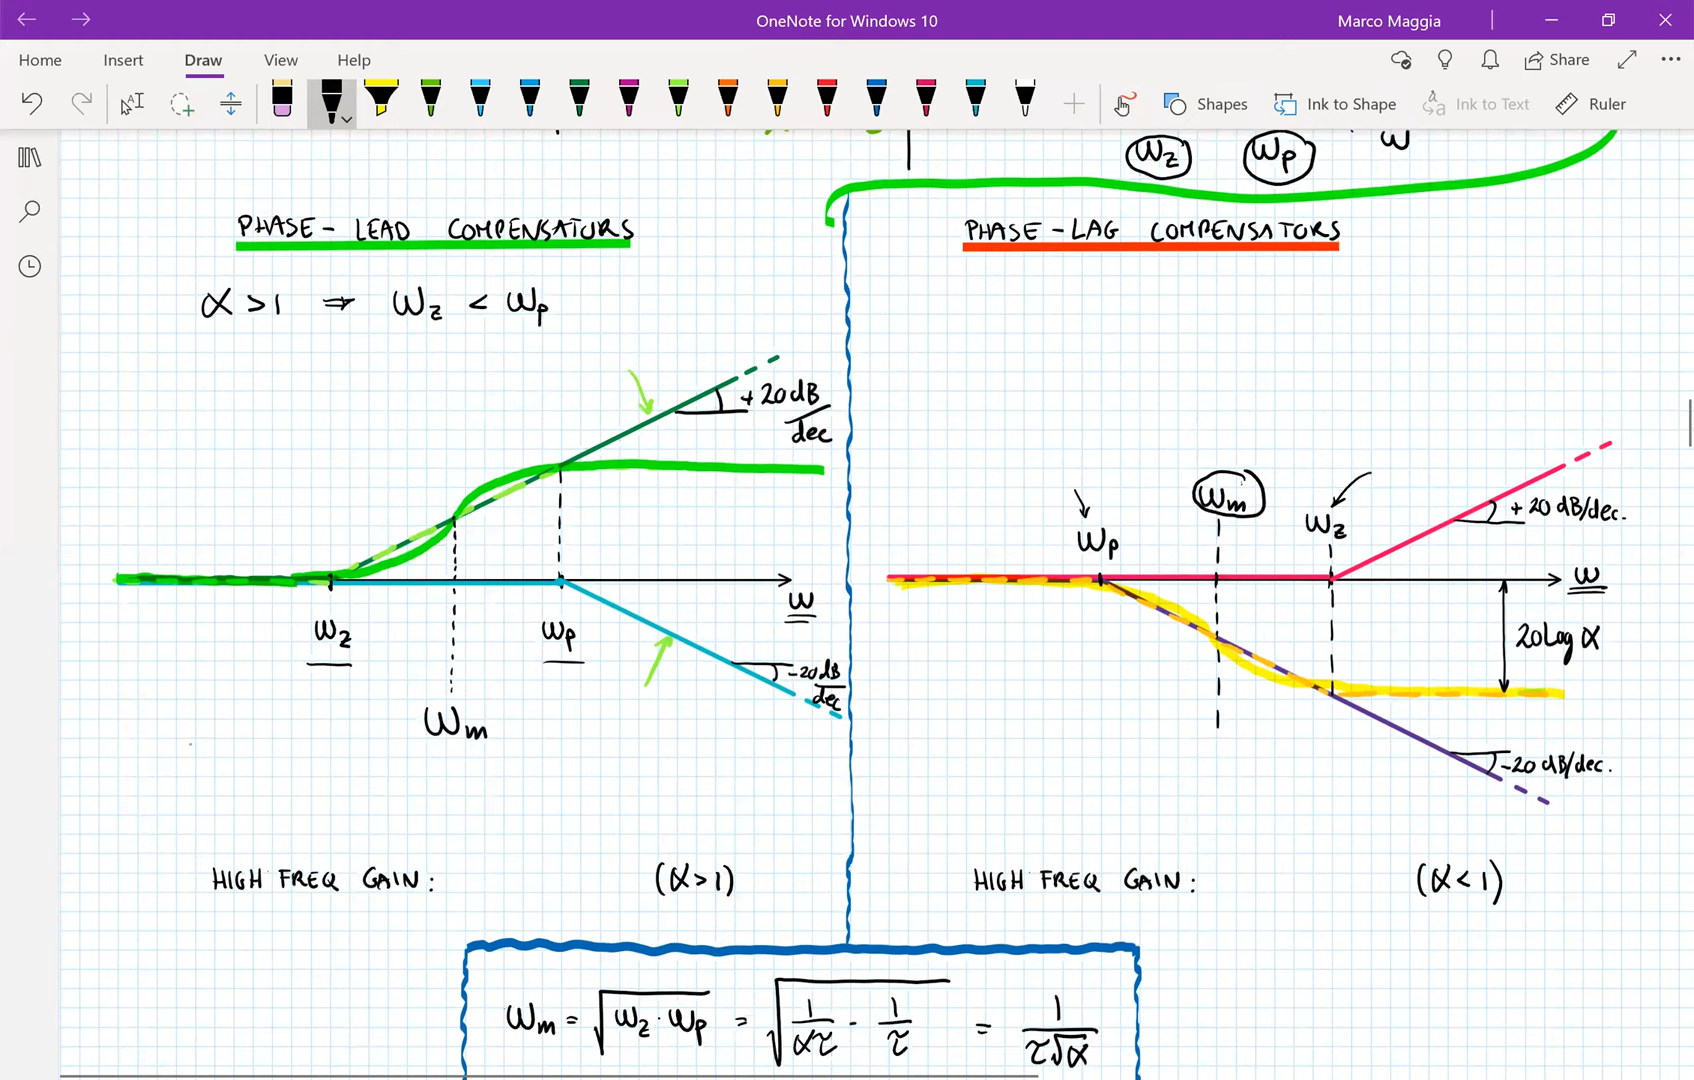 OneNote for Windows 10
Marco Maggia
Home Insert Draw View Help
Share
Shapes Ink to Shape Ink to Text Ruler
ωz ωp ω
PHASE - LEAD COMPENSATORS
α > 1 ⇒ ωz < ωp
+ 20 dB/dec
ωz ωp ω
ωm
-20 dB/dec
HIGH FREQ GAIN: (α>1)
PHASE - LAG COMPENSATORS
ωp ωm ωz
+ 20 dB/dec.
ω
20 Log α
-20 dB/dec.
HIGH FREQ GAIN: (α<1)
ωm = √(ωz · ωp) = √(1/ατ · 1/τ) = 1/(τ√α)